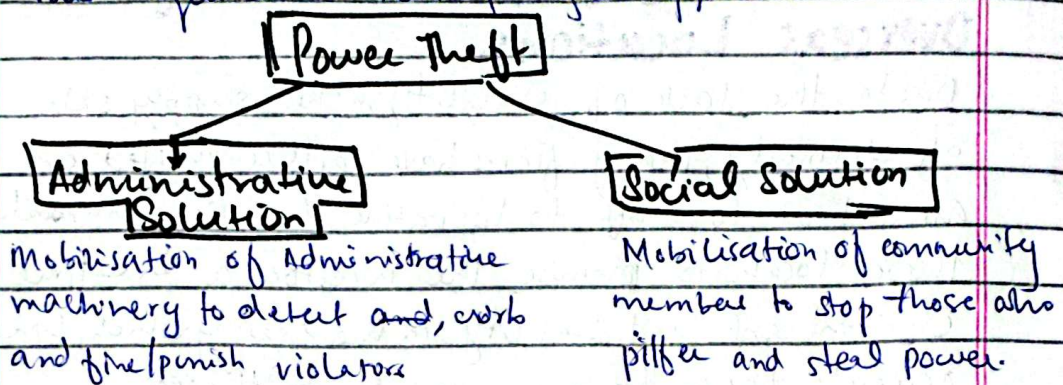 Power Theft
Administrative
Solution
Social Solution
Mobilisation of Administrative
machinery to detect and, curb
and fine/punish violators
Mobilisation of community
members to stop those who
pilfer and steal power.